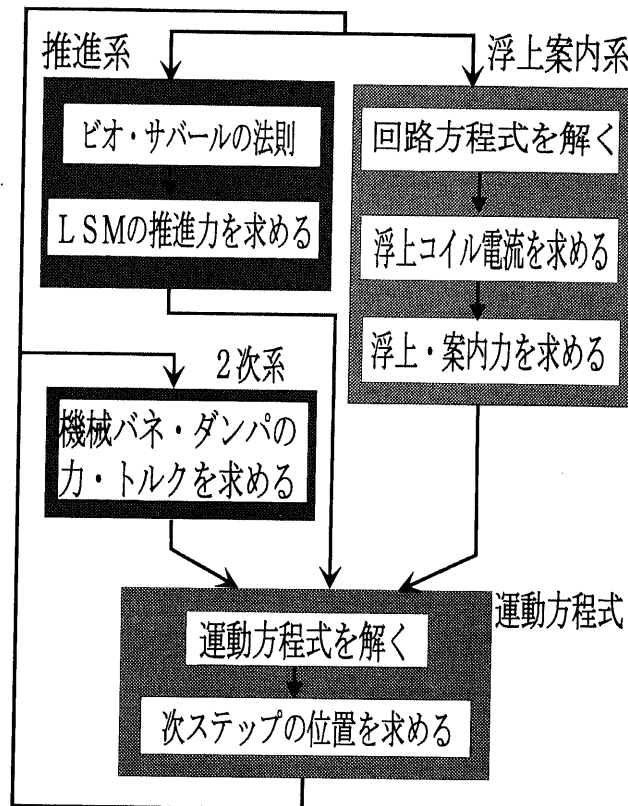 推進系
ビオ・サバールの法則
LSMの推進力を求める
浮上案内系
回路方程式を解く
浮上コイル電流を求める
浮上・案内力を求める
2次系
機械バネ・ダンパの
力・トルクを求める
運動方程式
運動方程式を解く
次ステップの位置を求める